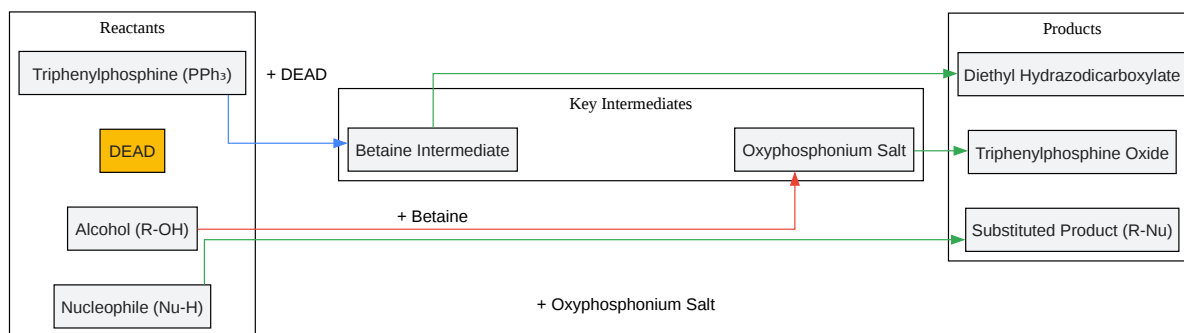 Reactants
Triphenylphosphine (PPh₃)
DEAD
Alcohol (R-OH)
Nucleophile (Nu-H)
+ DEAD
Key Intermediates
Betaine Intermediate
Oxyphosphonium Salt
+ Betaine
+ Oxyphosphonium Salt
Products
Diethyl Hydrazodicarboxylate
Triphenylphosphine Oxide
Substituted Product (R-Nu)